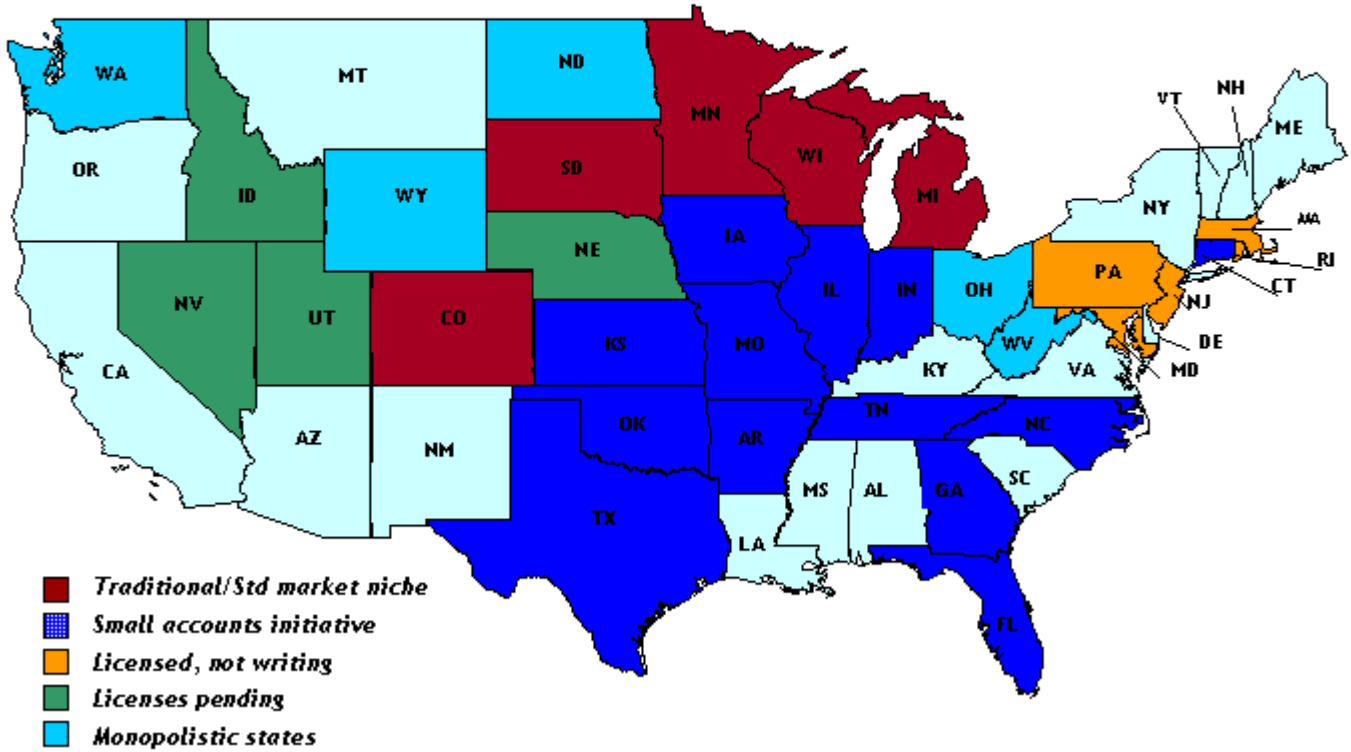 WA
MT
ND
MN
VT
NH
ME
OR
ID
WY
SD
WI
MI
NY
MA
RI
CT
NV
UT
CO
NE
IA
IL
IN
OH
PA
NJ
DE
MD
CA
KS
MO
WV
KY
VA
AZ
NM
OK
AR
TN
NC
TX
LA
MS
AL
GA
SC
FL
Traditional/Std market niche
Small accounts initiative
Licensed, not writing
Licenses pending
Monopolistic states